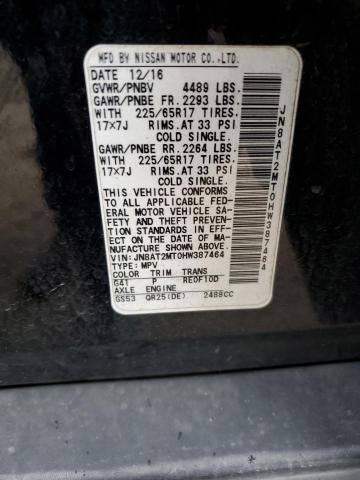 MFD BY NISSAN MOTOR CO.,LTD.
DATE 12/16
GVWR/PNBV 4489 LBS.
GAWR/PNBE FR. 2293 LBS.
WITH 225/65R17 TIRES.
17X7J RIMS. AT 33 PSI
COLD SINGLE.
GAWR/PNBE RR. 2264 LBS.
WITH 225/65R17 TIRES.
17X7J RIMS. AT 33 PSI
COLD SINGLE.
THIS VEHICLE CONFORMS
TO ALL APPLICABLE FED-
ERAL MOTOR VEHICLE SA-
FETY AND THEFT PREVEN-
TION STANDARDS IN EFF-
ECT ON THE DATE OF MA-
NUFACTURE SHOWN ABOVE.
VIN: JN8AT2MT0HW387464
TYPE: MPV
COLOR TRIM TRANS
G41 P RE0F10D
AXLE ENGINE
GS53 QR25(DE) 2488CC
JN8AT2MT0HW387464